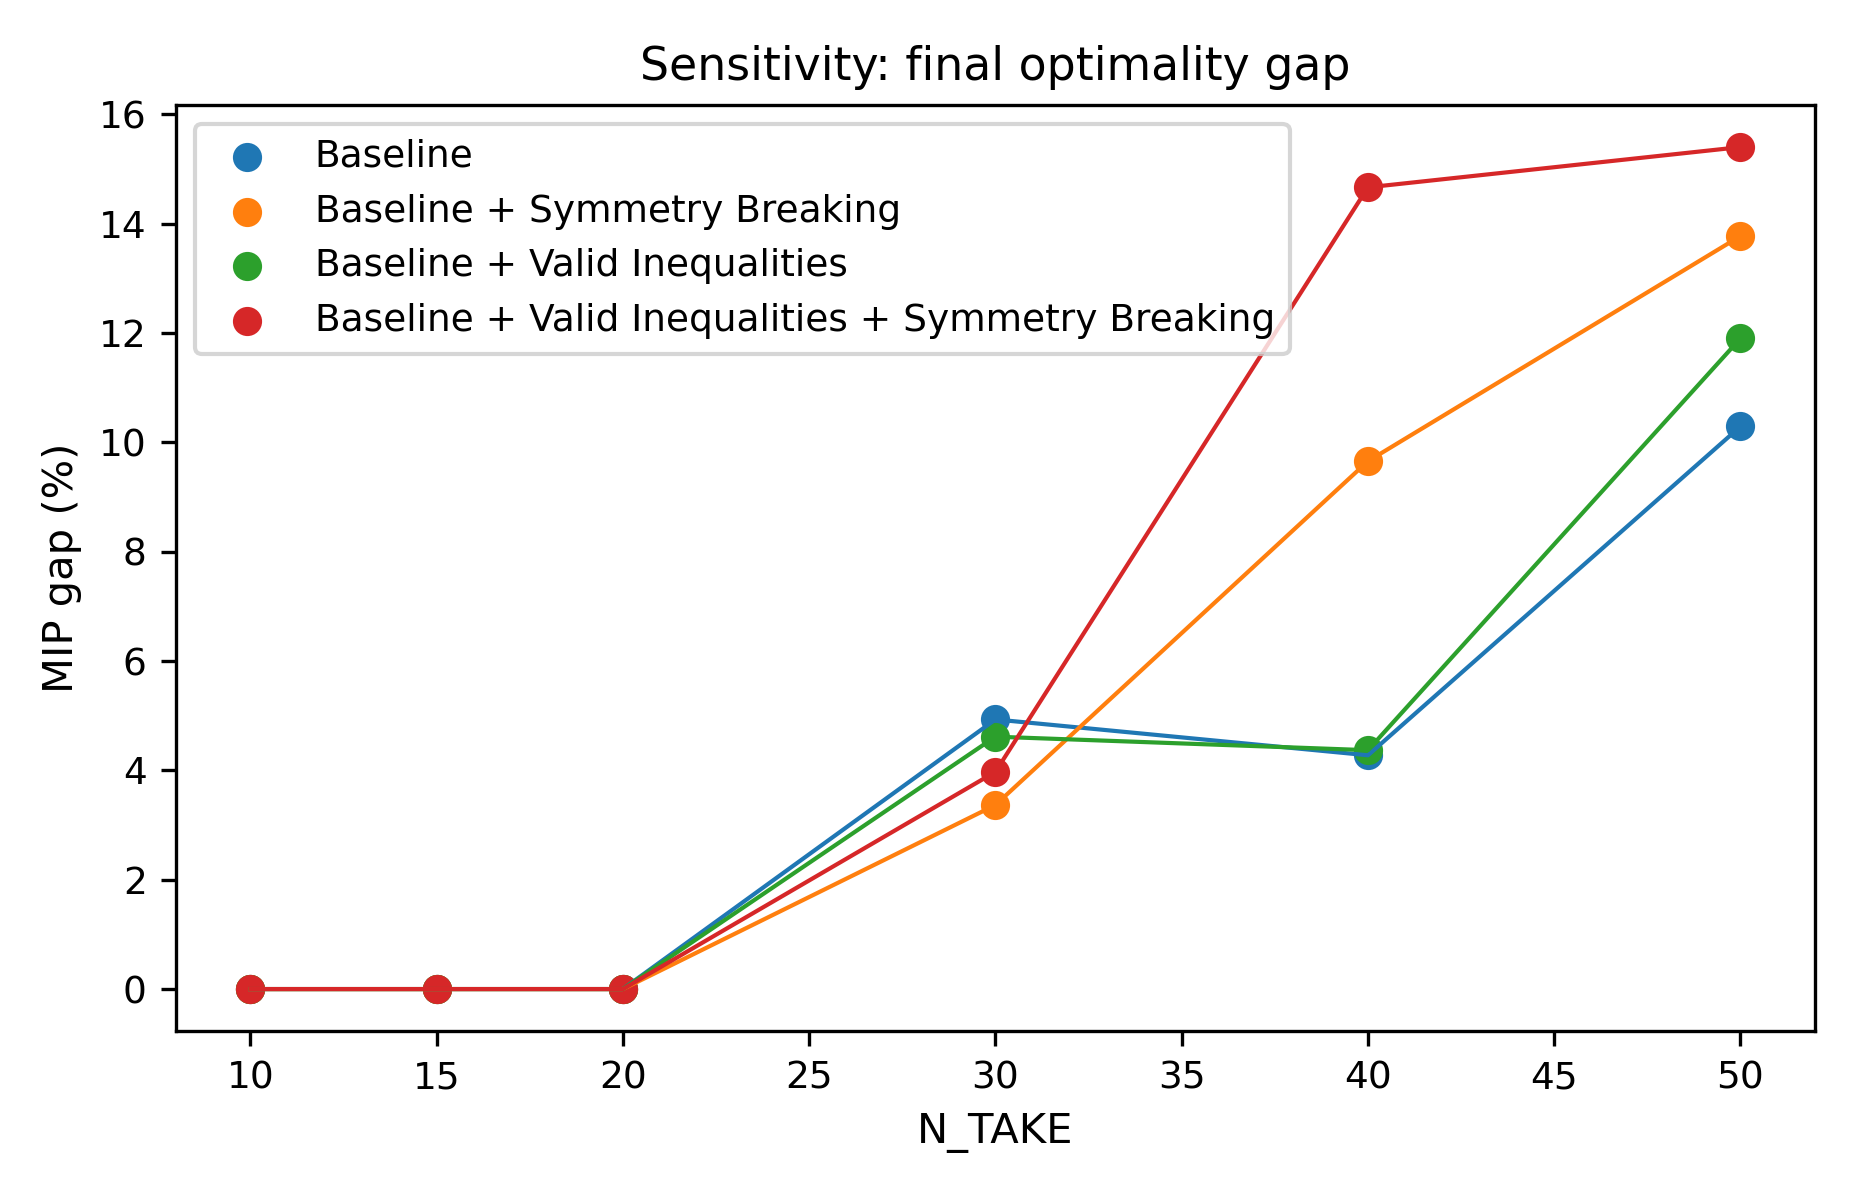 Sensitivity: final optimality gap
16
14
12
10
8
6
4
2
0
MIP gap (%)
Baseline
Baseline + Symmetry Breaking
Baseline + Valid Inequalities
Baseline + Valid Inequalities + Symmetry Breaking
10 15 20 25 30 35 40 45 50
N_TAKE